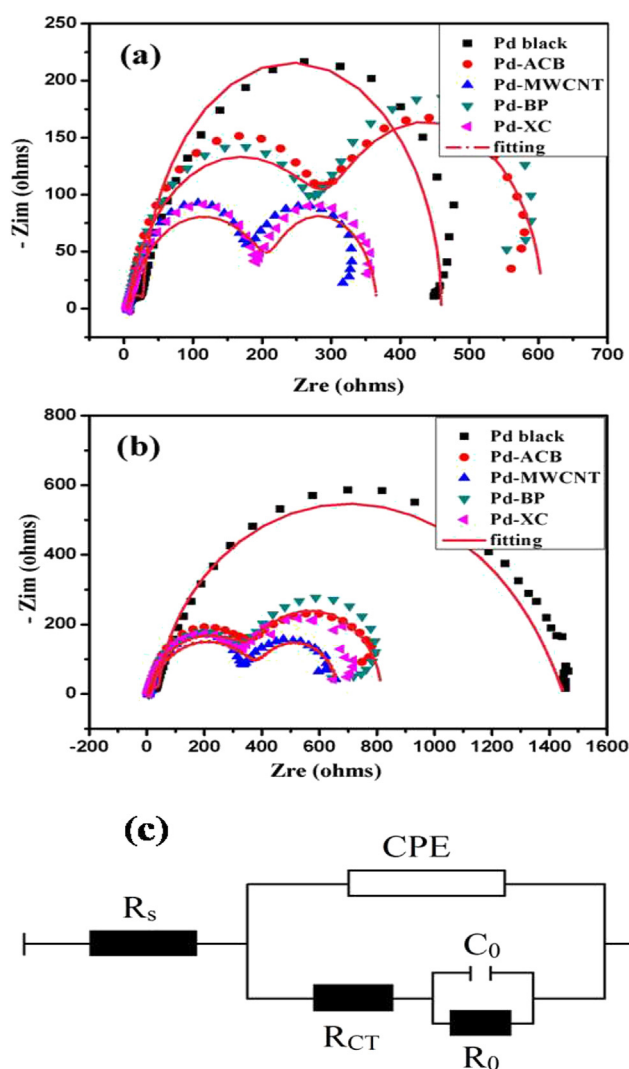 (a)
Pd black
Pd-ACB
Pd-MWCNT
Pd-BP
Pd-XC
fitting
250
200
150
100
50
0
-25
- Zim (ohms)
0 100 200 300 400 500 600 700
Zre (ohms)
(b)
Pd black
Pd-ACB
Pd-MWCNT
Pd-BP
Pd-XC
fitting
800
600
400
200
0
- Zim (ohms)
-200 0 200 400 600 800 1000 1200 1400 1600
Zre (ohms)
(c)
CPE
Rs
C0
RCT
R0